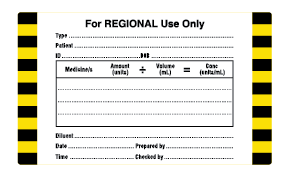 For REGIONAL Use Only
Type
Patient
ID DOB
Medicine/s Amount (units) ÷ Volume (mL) = Conc (units/mL)
Diluent
Date Prepared by
Time Checked by